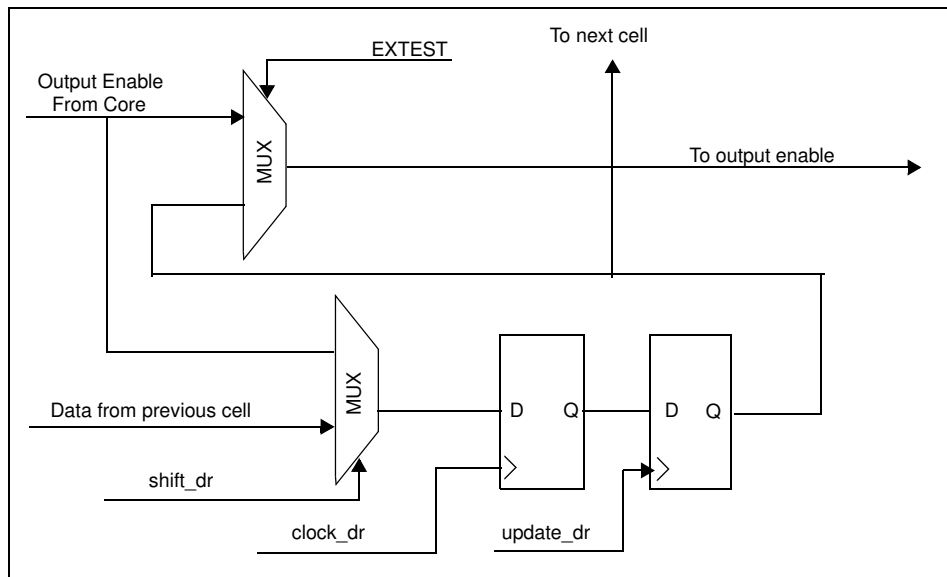 EXTEST
To next cell
Output Enable
From Core
MUX
To output enable
MUX
D
Q
D
Q
Data from previous cell
shift_dr
clock_dr
update_dr